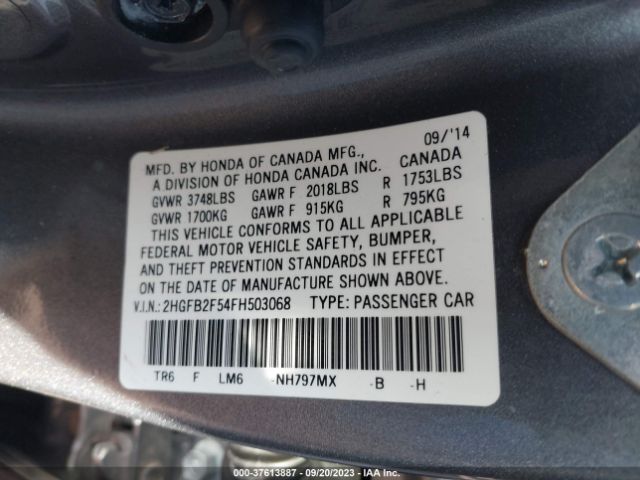 09/'14
MFD. BY HONDA OF CANADA MFG.,
A DIVISION OF HONDA CANADA INC. CANADA
GVWR 3748LBS GAWR F 2018LBS R 1753LBS
GVWR 1700KG GAWR F 915KG R 795KG
THIS VEHICLE CONFORMS TO ALL APPLICABLE
FEDERAL MOTOR VEHICLE SAFETY, BUMPER,
AND THEFT PREVENTION STANDARDS IN EFFECT
ON THE DATE OF MANUFACTURE SHOWN ABOVE.
V.I.N.: 2HGFB2F54FH503068 TYPE: PASSENGER CAR
TR6 F LM6 -NH797MX -B -H
000-37613887 - 09/20/2023 - IAA Inc.